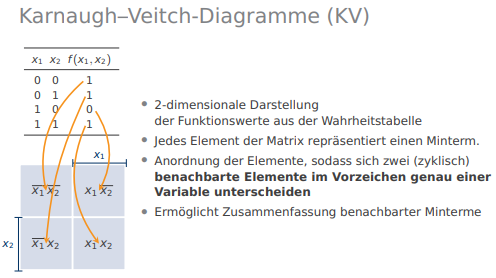 Karnaugh–Veitch-Diagramme (KV)
x₁ x₂ f(x₁, x₂)
0 0 1
0 1 1
1 0 0
1 1 1
x₁
x̅₁x̅₂ x₁x̅₂
x₂ x̅₁x₂ x₁x₂
• 2-dimensionale Darstellung
der Funktionswerte aus der Wahrheitstabelle
• Jedes Element der Matrix repräsentiert einen Minterm.
• Anordnung der Elemente, sodass sich zwei (zyklisch)
benachbarte Elemente im Vorzeichen genau einer
Variable unterscheiden
• Ermöglicht Zusammenfassung benachbarter Minterme